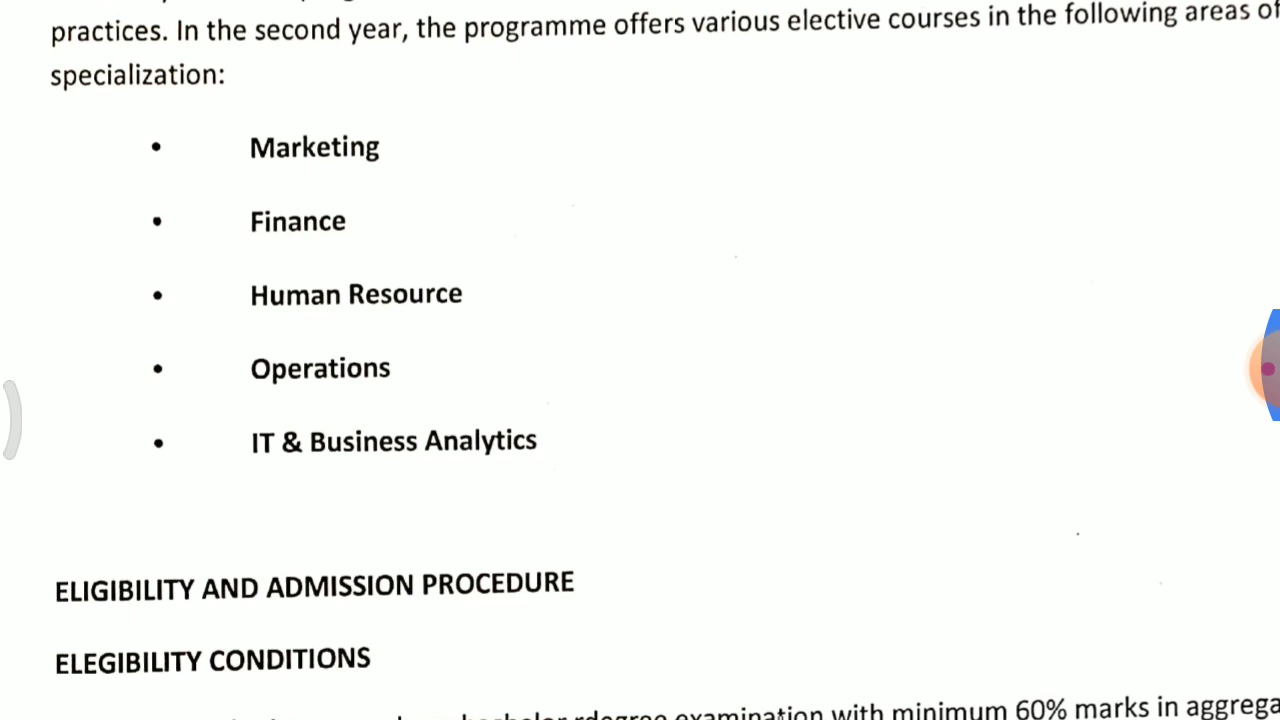 practices. In the second year, the programme offers various elective courses in the following areas of
specialization:
• Marketing
• Finance
• Human Resource
• Operations
• IT & Business Analytics
ELIGIBILITY AND ADMISSION PROCEDURE
ELEGIBILITY CONDITIONS
examination with minimum 60% marks in